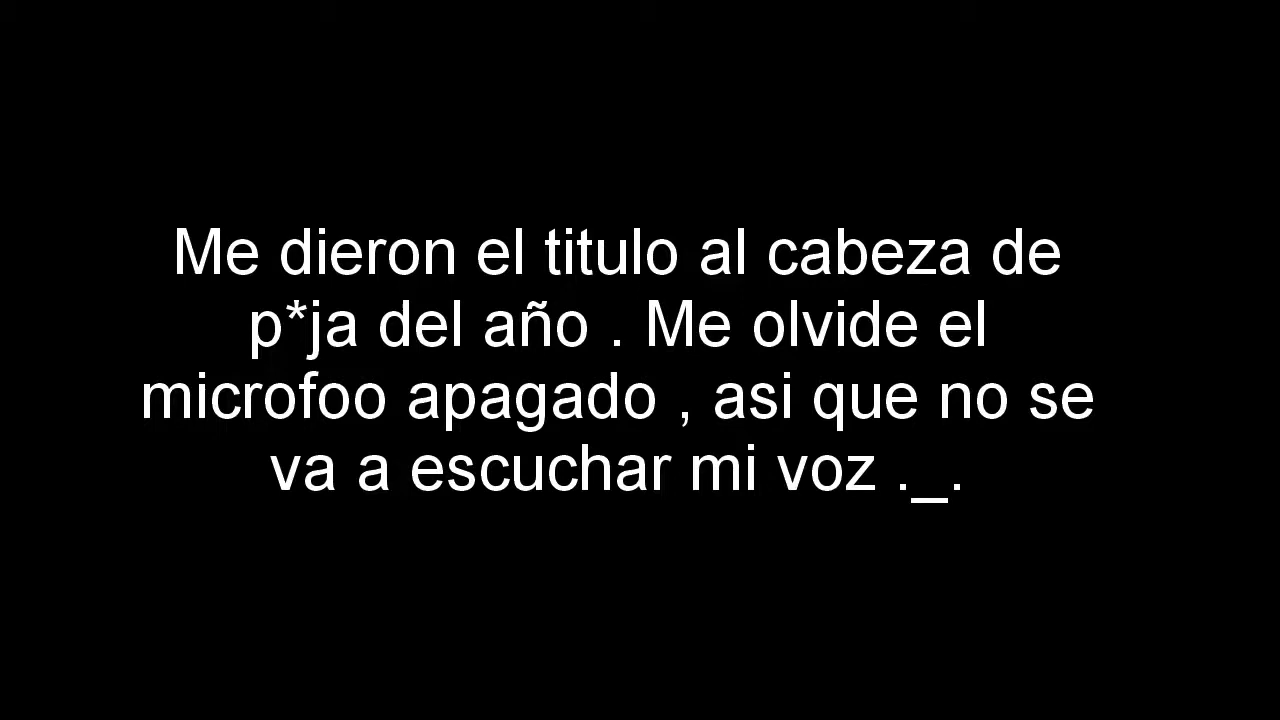 Me dieron el titulo al cabeza de
p*ja del año . Me olvide el
microfoo apagado , asi que no se
va a escuchar mi voz ._.